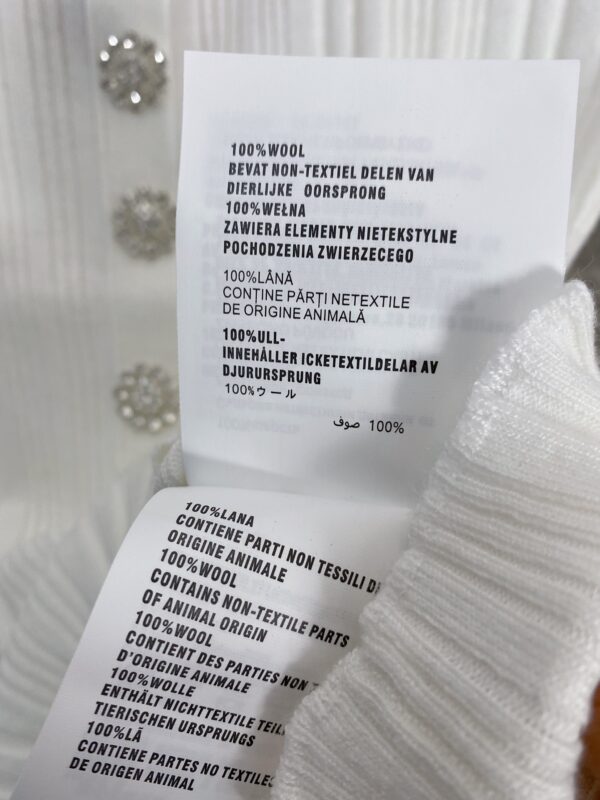 100%WOOL
BEVAT NON-TEXTIEL DELEN VAN
DIERLIJKE OORSPRONG
100%WEŁNA
ZAWIERA ELEMENTY NIETEKSTYLNE
POCHODZENIA ZWIERZECEGO
100%LÂNĂ
CONȚINE PĂRȚI NETEXTILE
DE ORIGINE ANIMALĂ
100%ULL-
INNEHÅLLER ICKETEXTILDELAR AV
DJURURSPRUNG
100%ウール
100% صوف
100%LANA
CONTIENE PARTI NON TESSILI DI
ORIGINE ANIMALE
100%WOOL
CONTAINS NON-TEXTILE PARTS
OF ANIMAL ORIGIN
100%WOOL
CONTIENT DES PARTIES NON
D'ORIGINE ANIMALE
100%WOLLE
ENTHÄLT NICHTTEXTILE TEIL
TIERISCHEN URSPRUNGS
100%LÃ
CONTIENE PARTES NO TEXTILES
DE ORIGEN ANIMAL